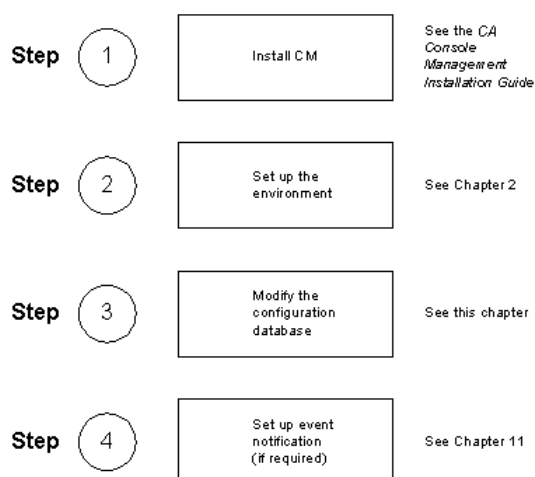 Step 1 Install CM See the CA
Console
Management
Installation Guide
Step 2 Set up the
environment See Chapter 2
Step 3 Modify the
configuration
database See this chapter
Step 4 Set up event
notification
(if required) See Chapter 11